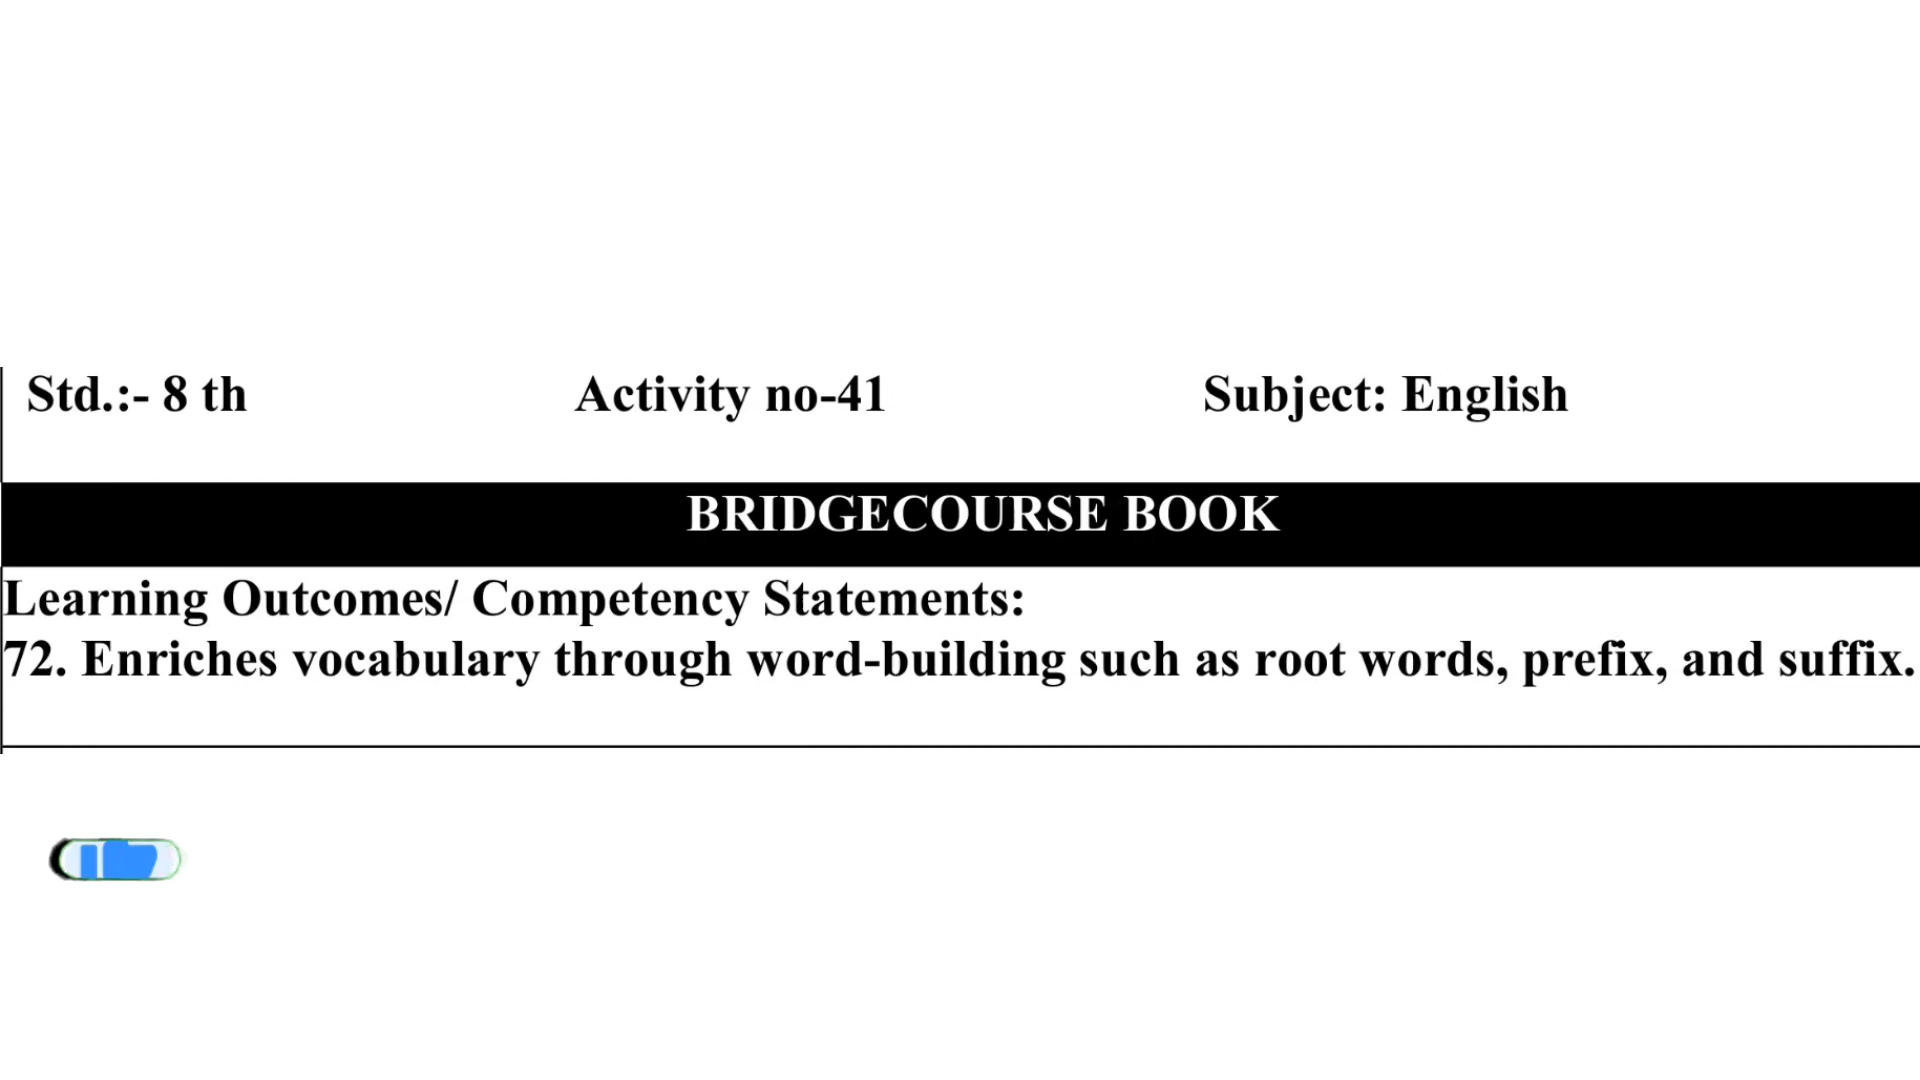 Std.:- 8 th Activity no-41 Subject: English
BRIDGECOURSE BOOK
Learning Outcomes/ Competency Statements:
72. Enriches vocabulary through word-building such as root words, prefix, and suffix.